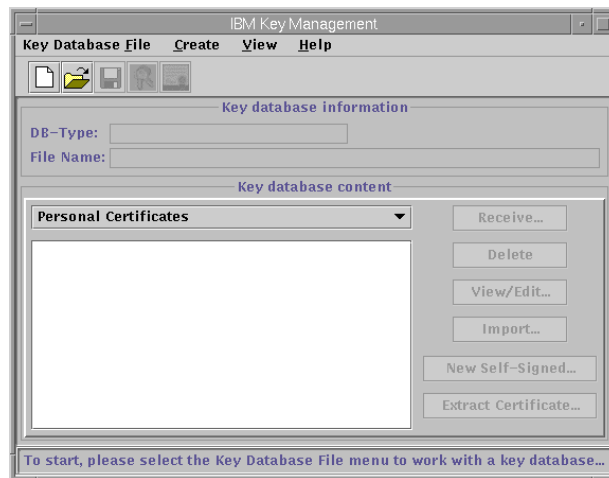 IBM Key Management
Key Database File Create View Help
Key database information
DB-Type:
File Name:
Key database content
Personal Certificates
Receive...
Delete
View/Edit...
Import...
New Self-Signed...
Extract Certificate...
To start, please select the Key Database File menu to work with a key database...